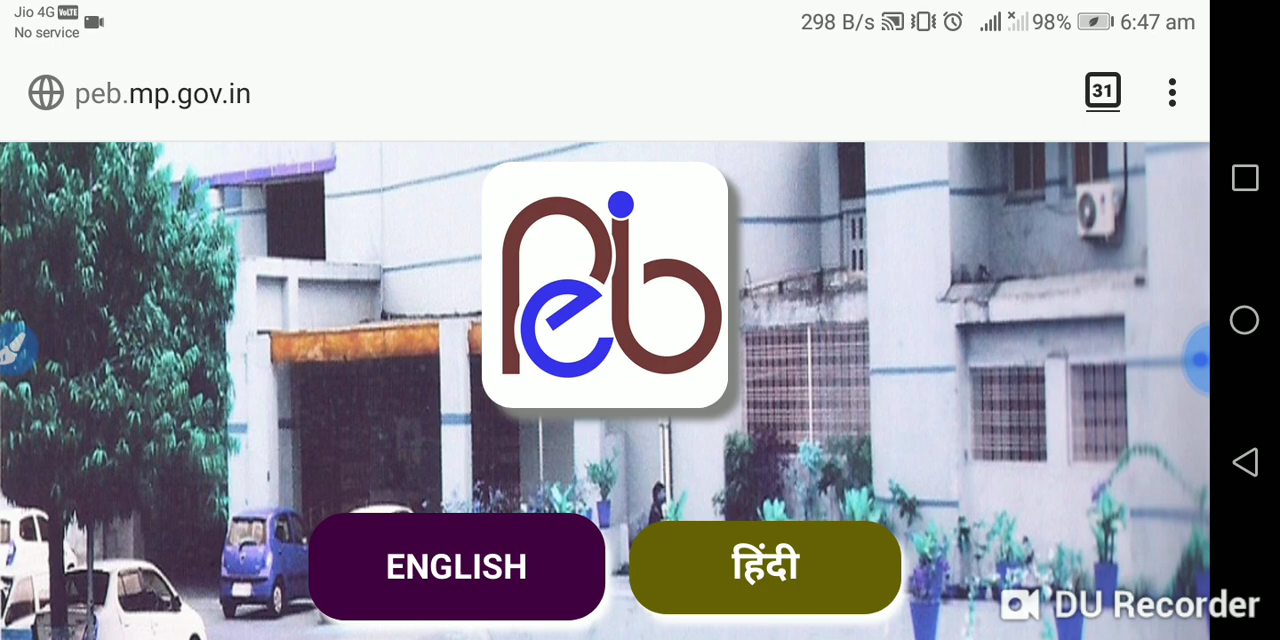 Jio 4G VoLTE
No service
298 B/s 98% 6:47 am
peb.mp.gov.in
31
Peb
ENGLISH
हिंदी
DU Recorder